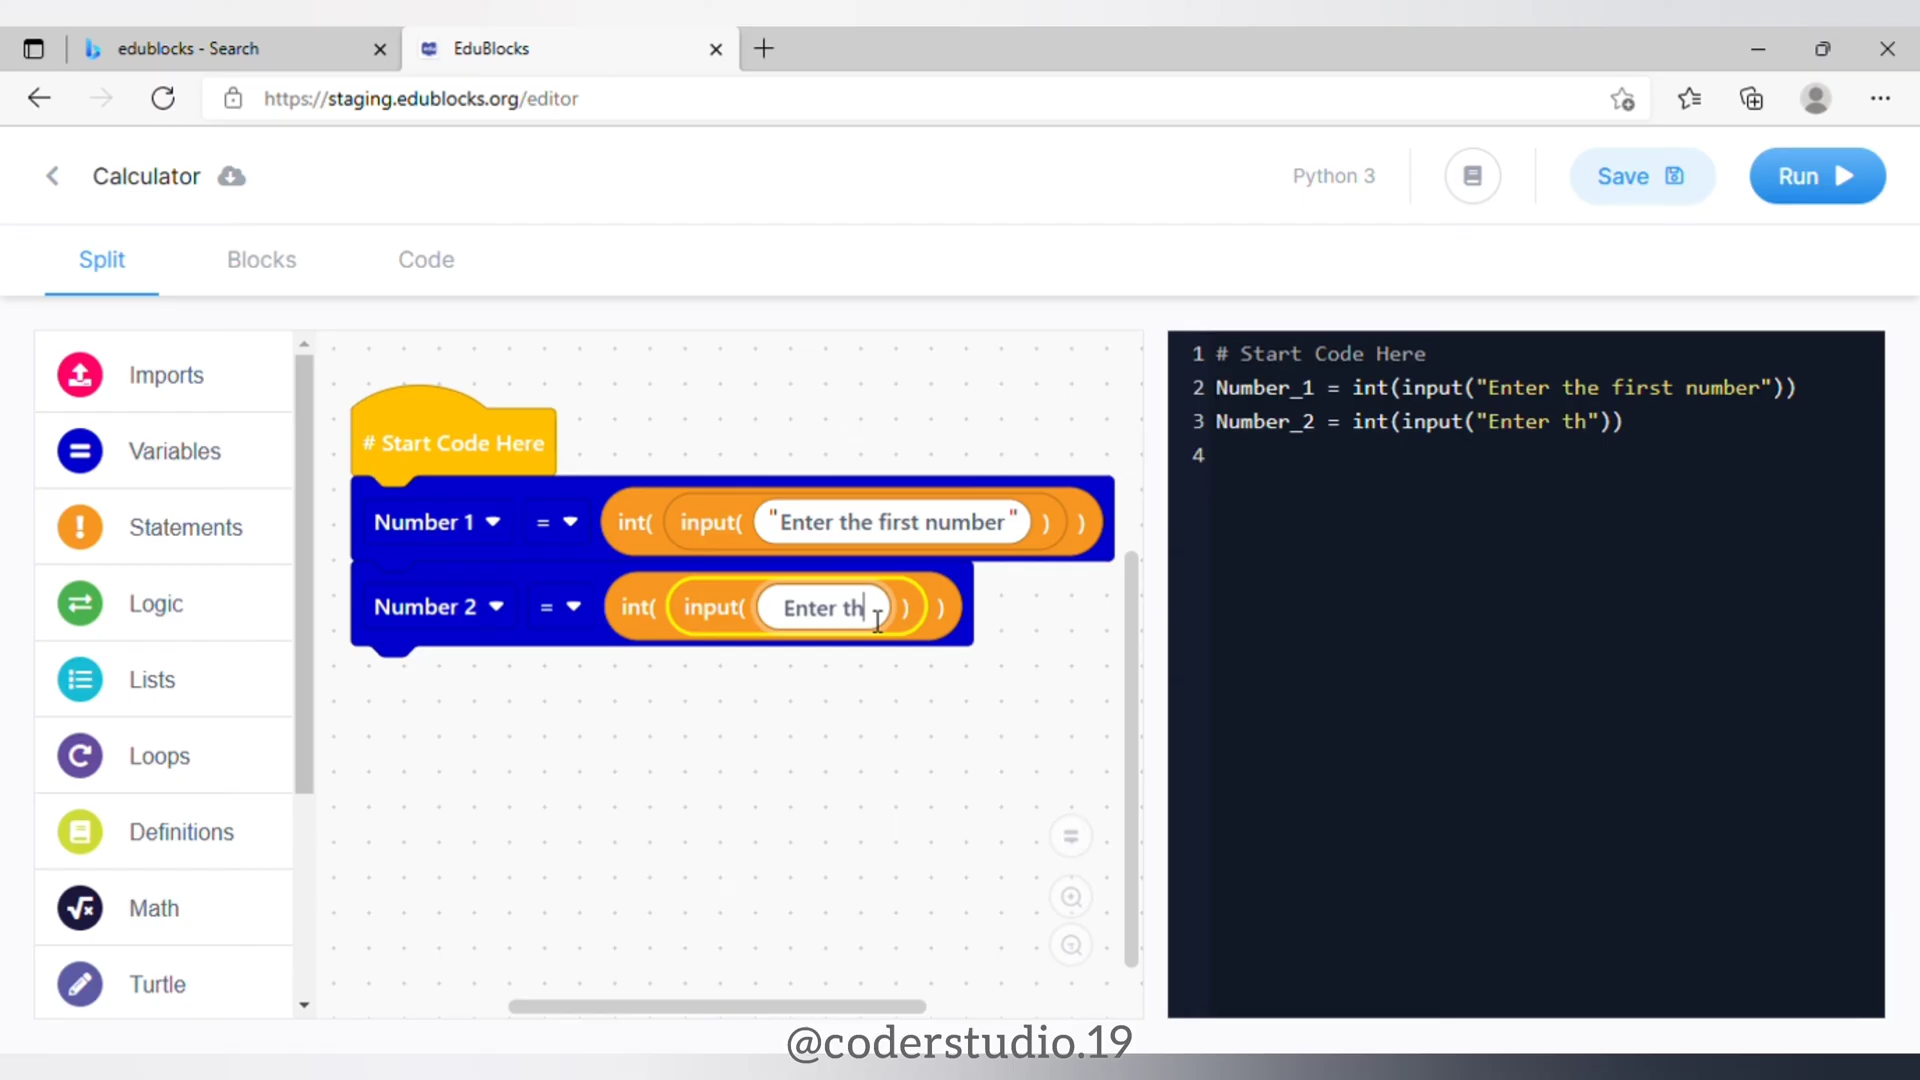 edublocks - Search
EduBlocks
https://staging.edublocks.org/editor
Calculator
Python 3
Save
Run
Split
Blocks
Code
Imports
Variables
Statements
Logic
Lists
Loops
Definitions
Math
Turtle
# Start Code Here
Number 1 = int( input( "Enter the first number" ) )
Number 2 = int( input( Enter th ) )
1 # Start Code Here
2 Number_1 = int(input("Enter the first number"))
3 Number_2 = int(input("Enter th"))
4
@coderstudio.19